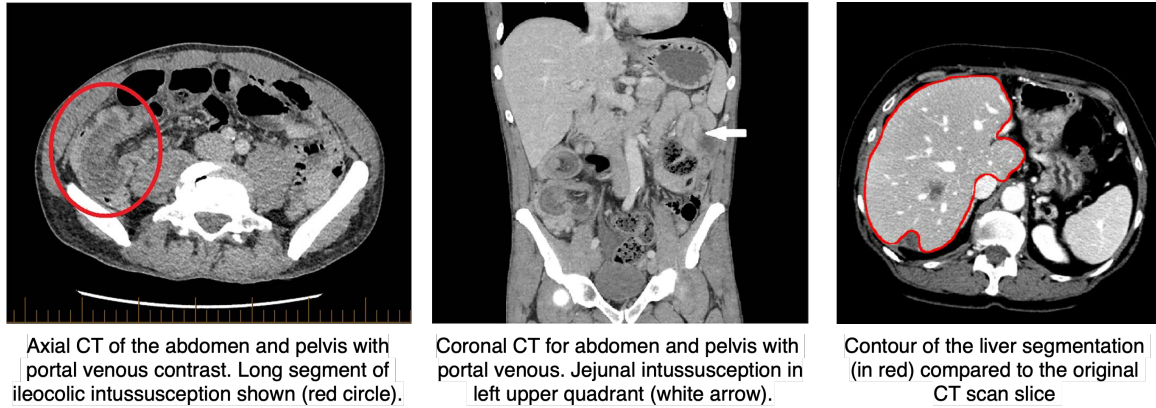 Axial CT of the abdomen and pelvis with
portal venous contrast. Long segment of
ileocolic intussusception shown (red circle).
Coronal CT for abdomen and pelvis with
portal venous. Jejunal intussusception in
left upper quadrant (white arrow).
Contour of the liver segmentation
(in red) compared to the original
CT scan slice